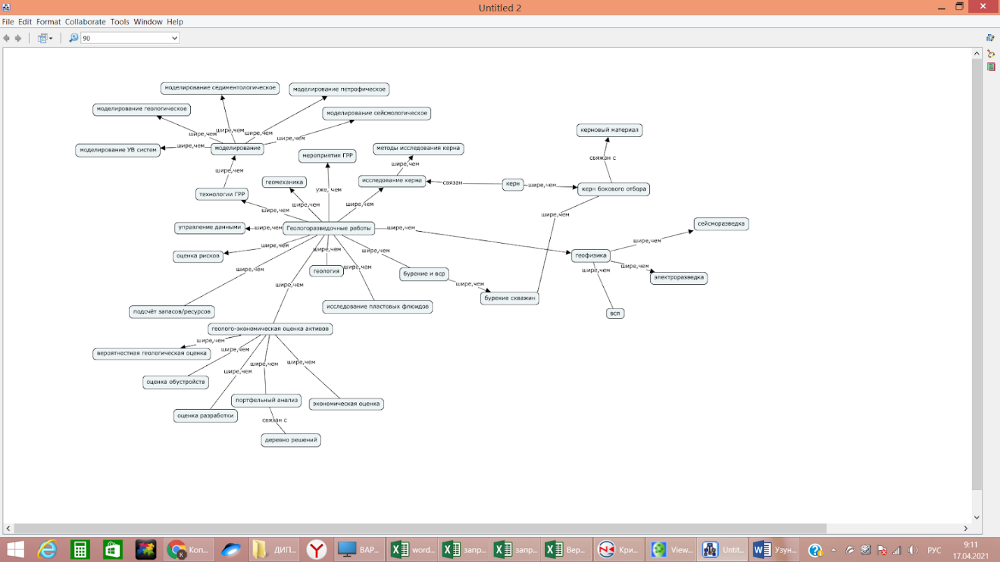 Untitled 2
File Edit Format Collaborate Tools Window Help
90
моделирование седиментологическое
моделирование петрофическое
моделирование геологическое
моделирование сейсмологическое
керновый материал
шире,чем
шире,чем
шире,чем
шире,чем
моделирование УВ систем
шире,чем
моделирование
методы исследования керна
мероприятия ГРР
связан с
шире,чем
шире,чем
геомеханика
исследование керна
связан
керн
шире,чем
керн бокового отбора
технологии ГРР
уже, чем
шире,чем
шире,чем
шире,чем
шире,чем
управление данными
шире,чем
Геологоразведочные работы
шире,чем
сейсморазведка
шире,чем
шире,чем
шире,чем
шире,чем
оценка рисков
геофизика
шире,чем
шире,чем
геология
шире,чем
бурение и вср
шире,чем
шире,чем
электроразведка
шире,чем
шире,чем
бурение скважин
подсчёт запасов/ресурсов
исследование пластовых флюидов
всп
геолого-экономическая оценка активов
шире,чем
шире,чем
вероятностная геологическая оценка
шире,чем
шире,чем
шире,чем
оценка обустройств
портфельный анализ
экономическая оценка
оценка разработки
связан с
деревно решений
Коп...
ДИП...
ВАР...
word...
запр...
запр...
Вер...
Кри...
View...
Untit...
Узун...
РУС
9:11
17.04.2021